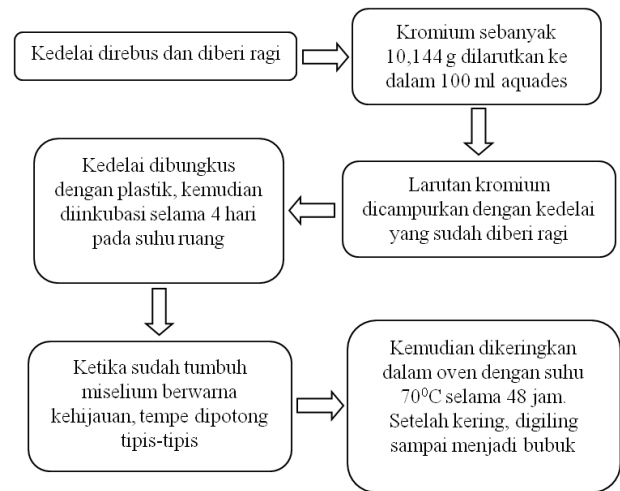 Kedelai direbus dan diberi ragi
Kromium sebanyak
10,144 g dilarutkan ke
dalam 100 ml aquades
Larutan kromium
dicampurkan dengan kedelai
yang sudah diberi ragi
Kedelai dibungkus
dengan plastik, kemudian
diinkubasi selama 4 hari
pada suhu ruang
Ketika sudah tumbuh
miselium berwarna
kehijauan, tempe dipotong
tipis-tipis
Kemudian dikeringkan
dalam oven dengan suhu
70⁰C selama 48 jam.
Setelah kering, digiling
sampai menjadi bubuk